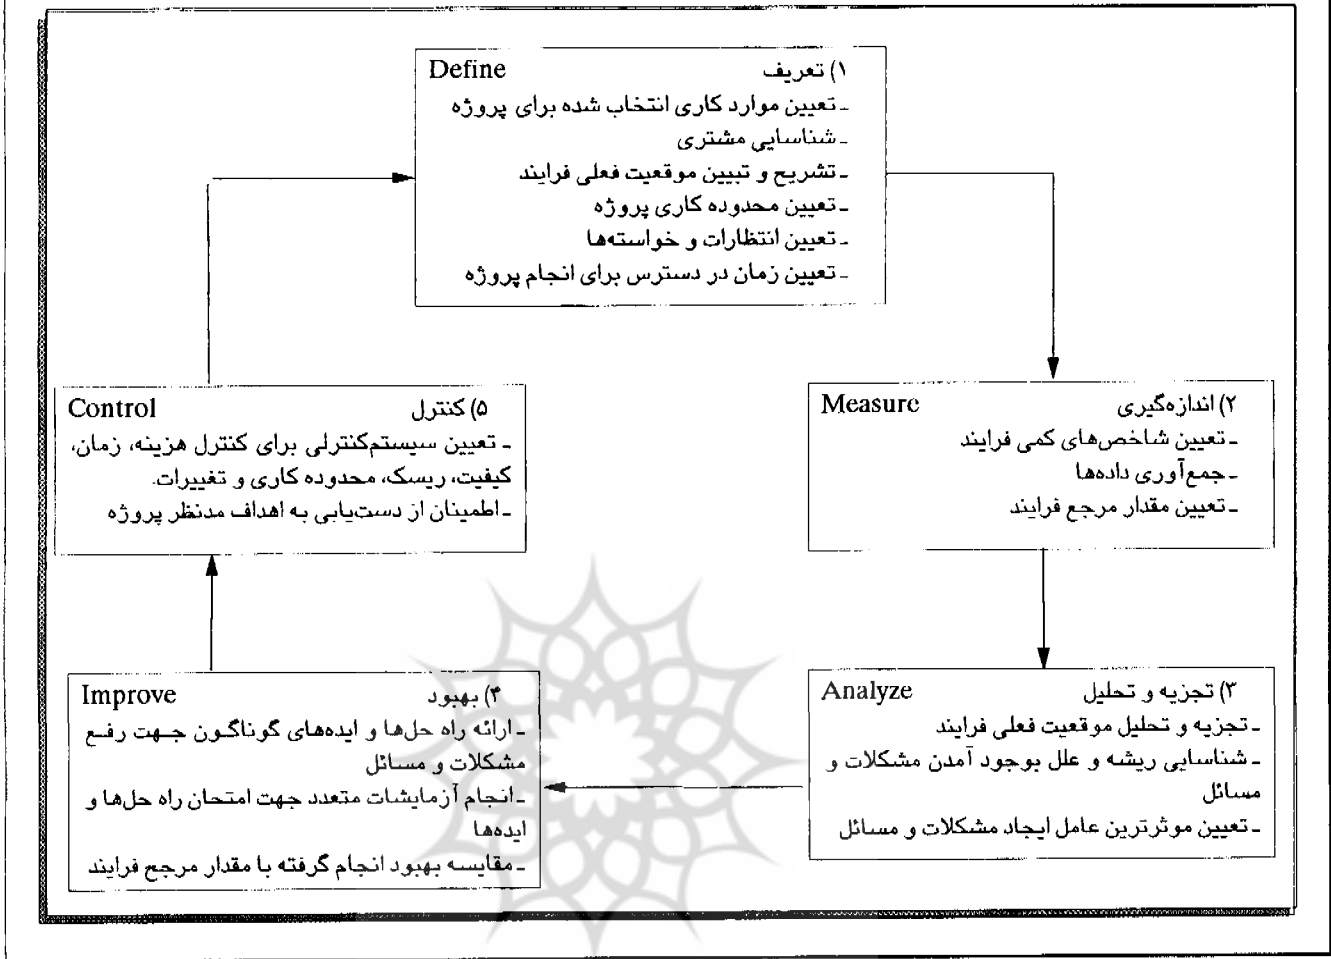 ۱) تعریف Define
ـ تعیین موارد کاری انتخاب شده برای پروژه
ـ شناسایی مشتری
ـ تشریح و تبیین موقعیت فعلی فرایند
ـ تعیین محدوده کاری پروژه
ـ تعیین انتظارات و خواسته‌ها
ـ تعیین زمان در دسترس برای انجام پروژه
۲) اندازه‌گیری Measure
ـ تعیین شاخص‌های کمی فرایند
ـ جمع‌آوری داده‌ها
ـ تعیین مقدار مرجع فرایند
۳) تجزیه و تحلیل Analyze
ـ تجزیه و تحلیل موقعیت فعلی فرایند
ـ شناسایی ریشه و علل بوجود آمدن مشکلات و
مسائل
ـ تعیین موثرترین عامل ایجاد مشکلات و مسائل
۴) بهبود Improve
ـ ارائه راه حل‌ها و ایده‌های گوناگون جهت رفع
مشکلات و مسائل
ـ انجام آزمایشات متعدد جهت امتحان راه حل‌ها و
ایده‌ها
ـ مقایسه بهبود انجام گرفته با مقدار مرجع فرایند
۵) کنترل Control
ـ تعیین سیستم‌کنترلی برای کنترل هزینه، زمان،
کیفیت، ریسک، محدوده کاری و تغییرات.
ـ اطمینان از دست‌یابی به اهداف مدنظر پروژه